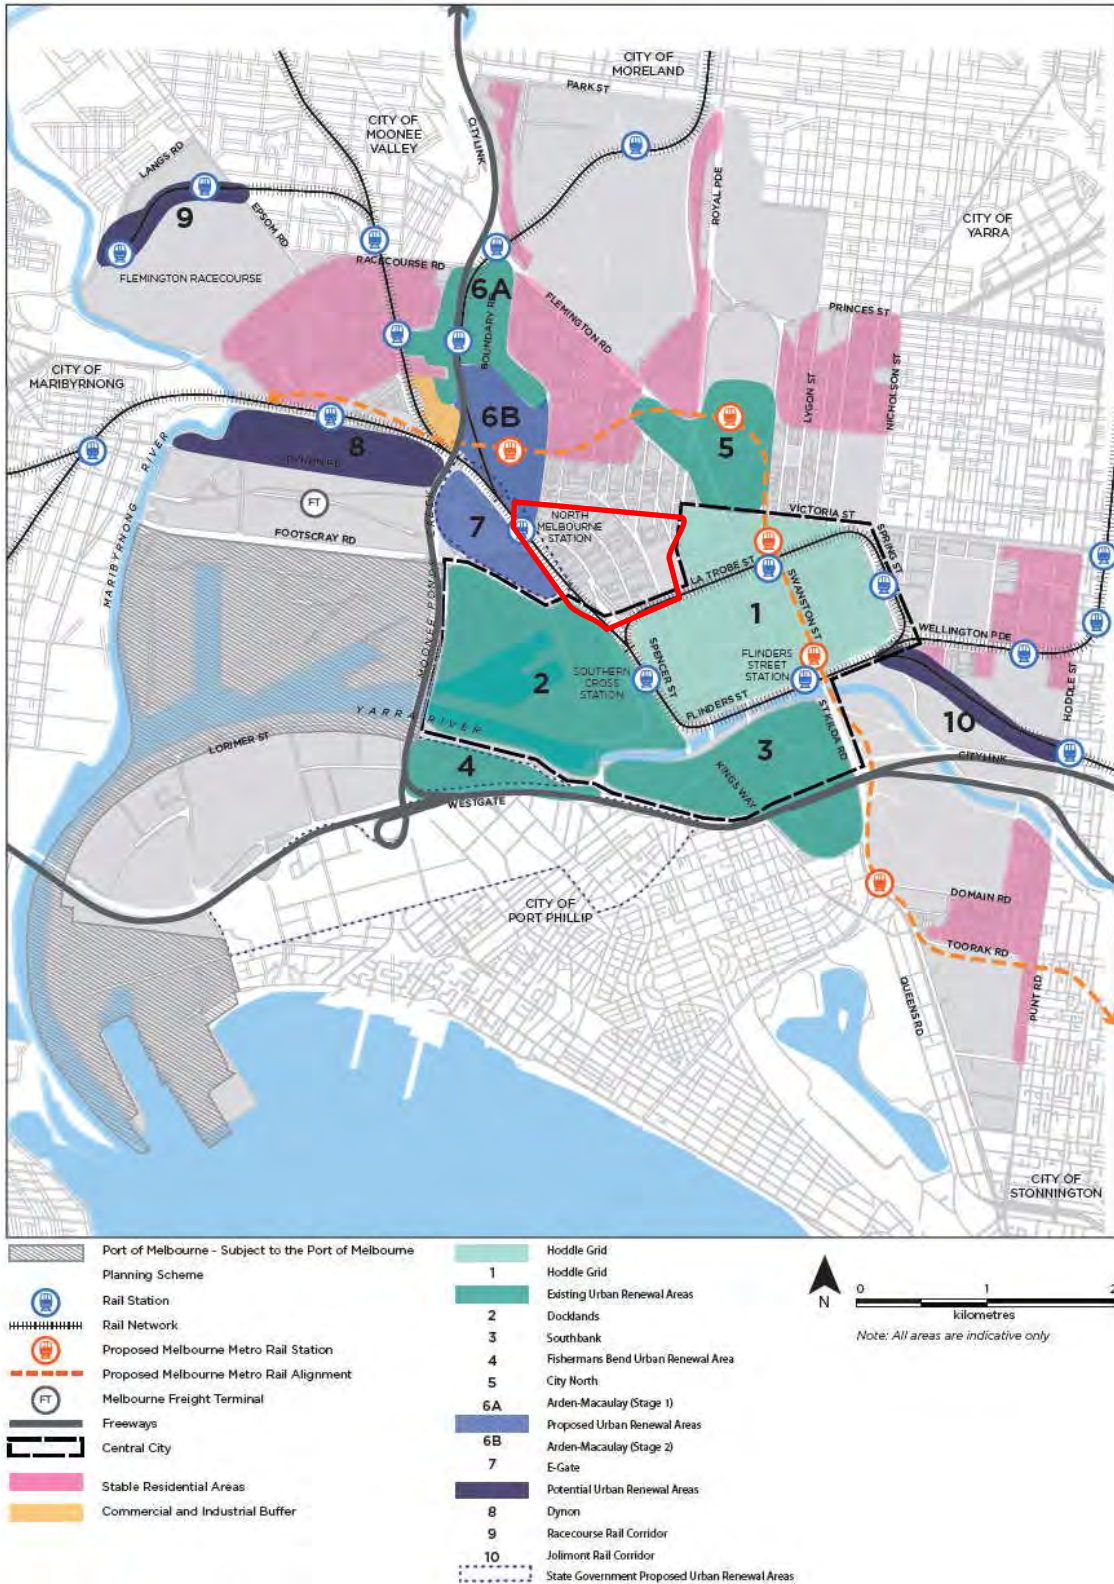 CITY OF
MORELAND
PARK ST
CITY OF
MOONEE
VALLEY
CITYLINK
LANGS RD
ROYAL PDE
9
EPSOM RD
CITY OF
YARRA
FLEMINGTON RACECOURSE
RACECOURSE RD
6A
BOUNDARY RD
FLEMINGTON RD
PRINCES ST
CITY OF
MARIBYRNONG
LYGON ST
NICHOLSON ST
6B
8
5
DYNON RD
MARIBYRNONG RIVER
FT
FOOTSCRAY RD
7
NORTH
MELBOURNE
STATION
VICTORIA ST
SPRING ST
LA TROBE ST
SWANSTON ST
1
WELLINGTON PDE
MOONEE PONDS CREEK
2
SOUTHERN
CROSS
STATION
SPENCER ST
FLINDERS
STREET
STATION
HODDLE ST
FLINDERS ST
ST KILDA RD
10
YARRA RIVER
LORIMER ST
3
CITYLINK
4
KINGS WAY
WESTGATE
CITY OF
PORT PHILLIP
DOMAIN RD
TOORAK RD
QUEENS RD
PUNT RD
CITY OF
STONNINGTON
Port of Melbourne - Subject to the Port of Melbourne
Planning Scheme
Rail Station
Rail Network
Proposed Melbourne Metro Rail Station
Proposed Melbourne Metro Rail Alignment
FT
Melbourne Freight Terminal
Freeways
Central City
Stable Residential Areas
Commercial and Industrial Buffer
Hoddle Grid
1 Hoddle Grid
Existing Urban Renewal Areas
2 Docklands
3 Southbank
4 Fishermans Bend Urban Renewal Area
5 City North
6A Arden-Macaulay (Stage 1)
Proposed Urban Renewal Areas
6B Arden-Macaulay (Stage 2)
7 E-Gate
Potential Urban Renewal Areas
8 Dynon
9 Racecourse Rail Corridor
10 Jolimont Rail Corridor
State Government Proposed Urban Renewal Areas
N
0 1 2
kilometres
Note: All areas are indicative only